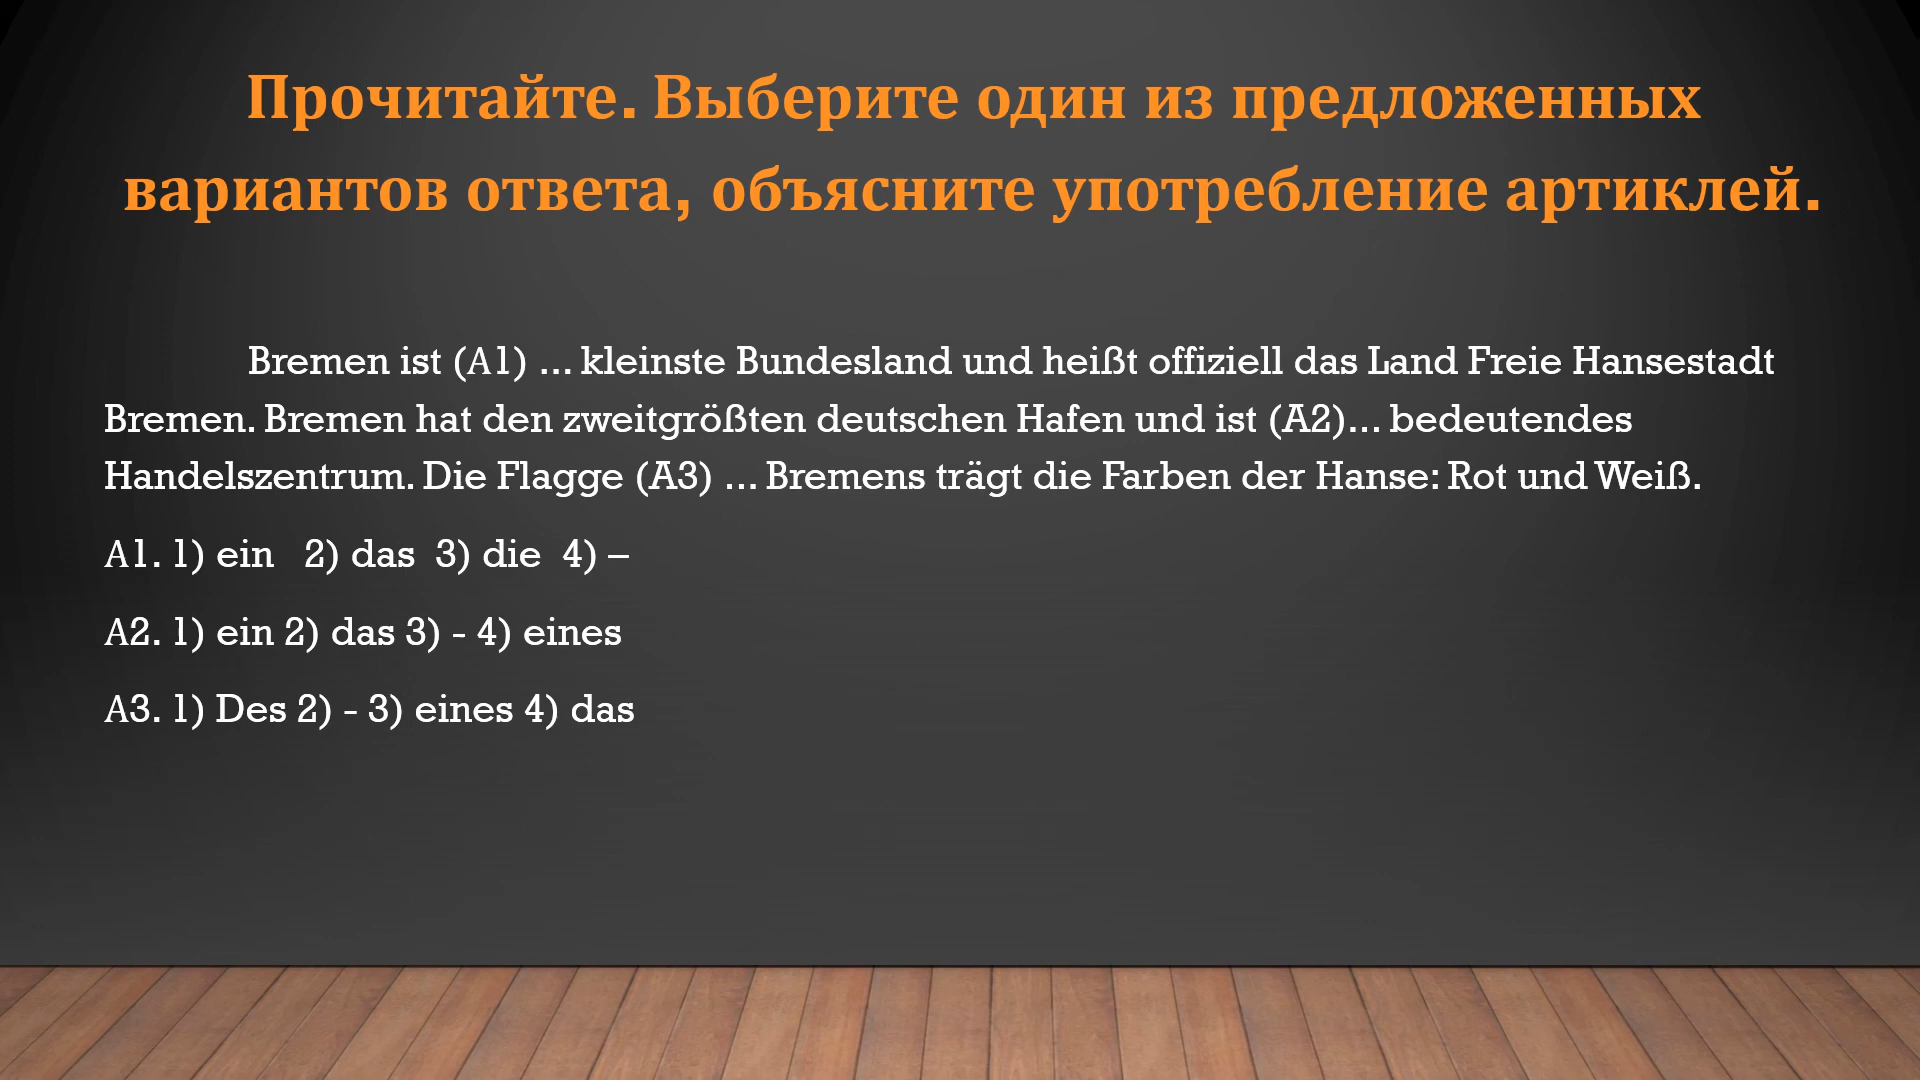 Прочитайте. Выберите один из предложенных
вариантов ответа, объясните употребление артиклей.
Bremen ist (A1) ... kleinste Bundesland und heißt offiziell das Land Freie Hansestadt
Bremen. Bremen hat den zweitgrößten deutschen Hafen und ist (A2)... bedeutendes
Handelszentrum. Die Flagge (A3) ... Bremens trägt die Farben der Hanse: Rot und Weiß.
A1. 1) ein 2) das 3) die 4) –
A2. 1) ein 2) das 3) - 4) eines
A3. 1) Des 2) - 3) eines 4) das